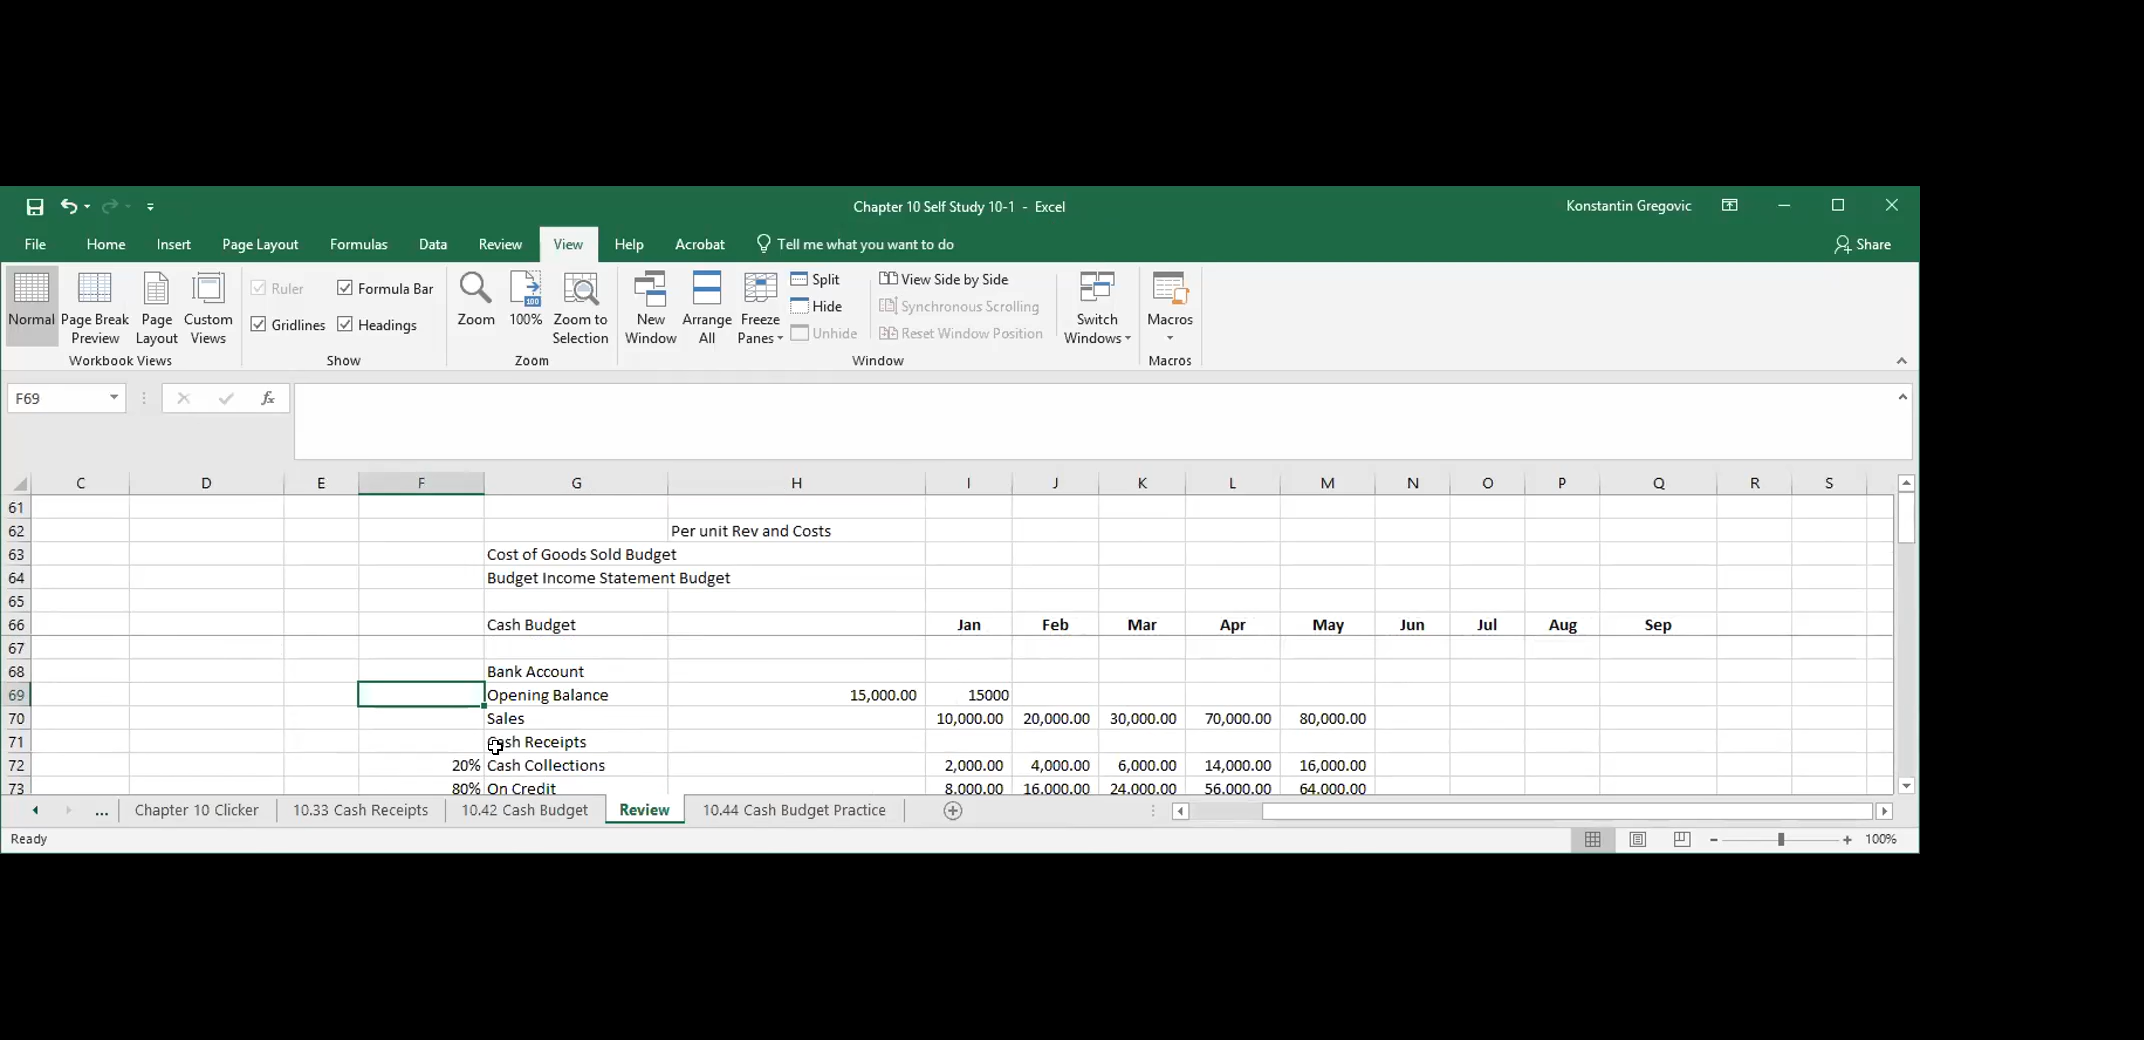 Chapter 10 Self Study 10-1 - Excel
Konstantin Gregovic
File Home Insert Page Layout Formulas Data Review View Help Acrobat Tell me what you want to do Share
Normal
Page Break Preview
Page Layout
Custom Views
Workbook Views
Ruler
Formula Bar
Gridlines
Headings
Show
Zoom
100
100%
Zoom to Selection
Zoom
New Window
Arrange All
Freeze Panes
Split
Hide
Unhide
View Side by Side
Synchronous Scrolling
Reset Window Position
Window
Switch Windows
Macros
Macros
F69
fx
C D E F G H I J K L M N O P Q R S
61
62 Per unit Rev and Costs
63 Cost of Goods Sold Budget
64 Budget Income Statement Budget
65
66 Cash Budget Jan Feb Mar Apr May Jun Jul Aug Sep
67
68 Bank Account
69 Opening Balance 15,000.00 15000
70 Sales 10,000.00 20,000.00 30,000.00 70,000.00 80,000.00
71 Cash Receipts
72 20% Cash Collections 2,000.00 4,000.00 6,000.00 14,000.00 16,000.00
73 80% On Credit 8,000.00 16,000.00 24,000.00 56,000.00 64,000.00
... Chapter 10 Clicker 10.33 Cash Receipts 10.42 Cash Budget Review 10.44 Cash Budget Practice
Ready
100%